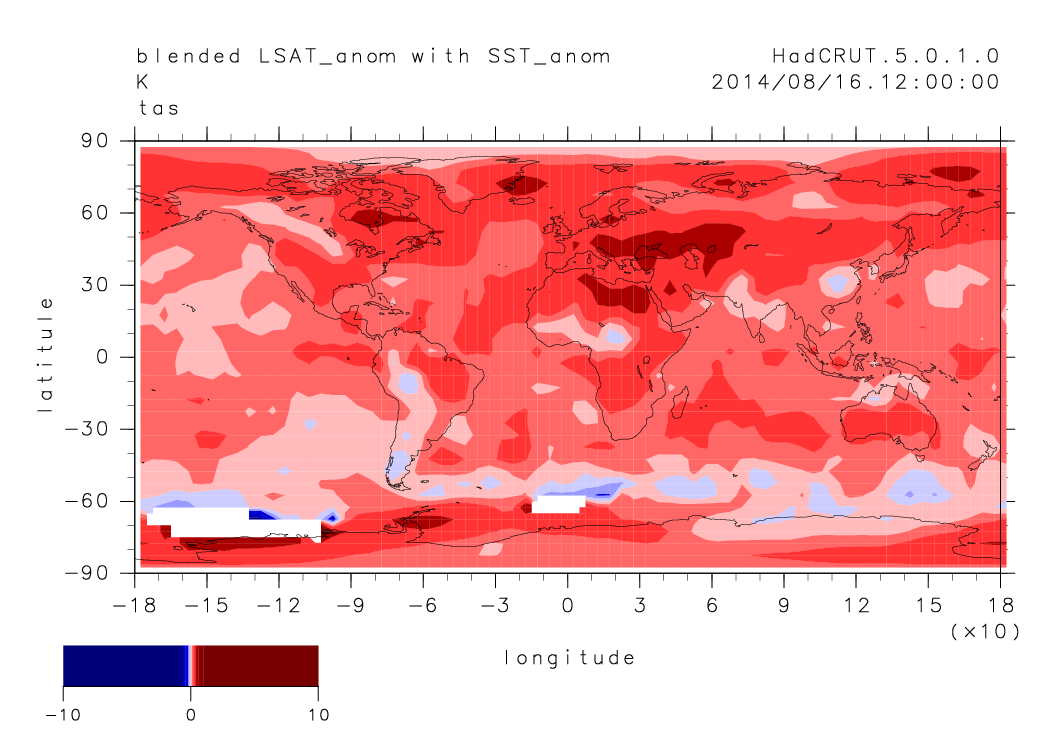 blended LSAT_anom with SST_anom HadCRUT.5.0.1.0
K 2014/08/16.12:00:00
tas
90
60
30
0
-30
-60
-90
latitude
-18 -15 -12 -9 -6 -3 0 3 6 9 12 15 18
(×10)
longitude
-10 0 10